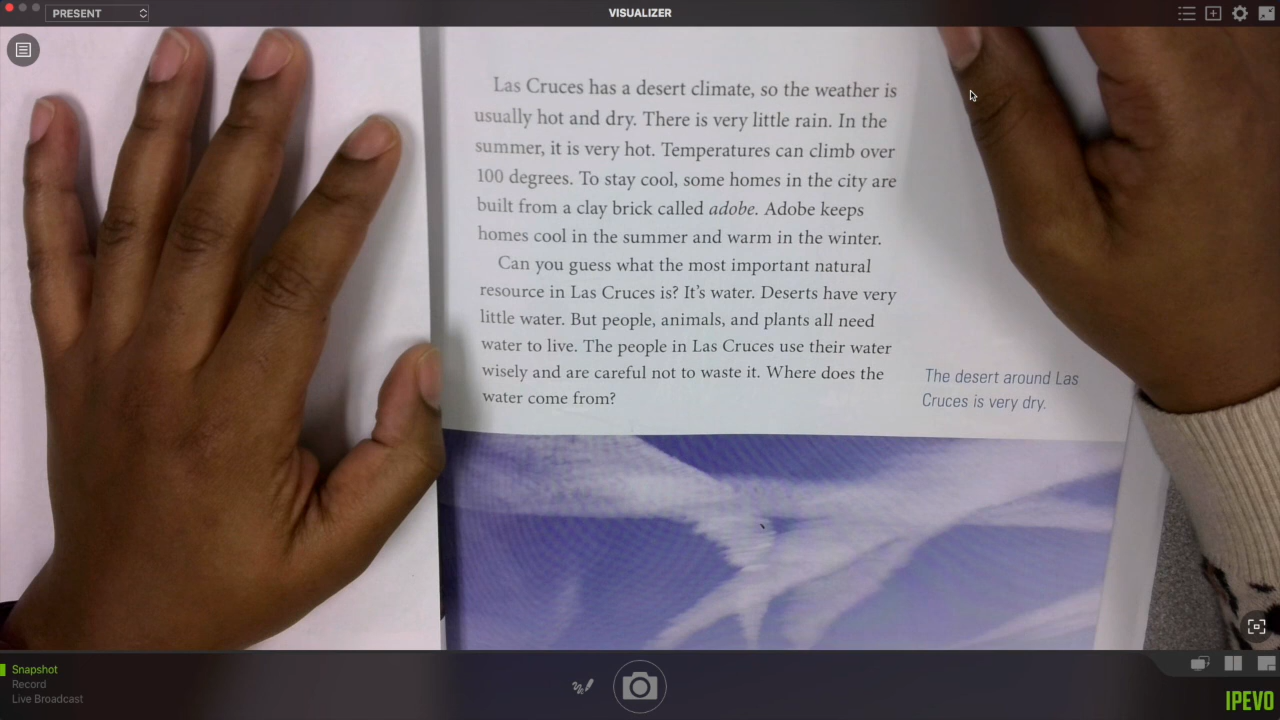 PRESENT
VISUALIZER
Las Cruces has a desert climate, so the weather is
usually hot and dry. There is very little rain. In the
summer, it is very hot. Temperatures can climb over
100 degrees. To stay cool, some homes in the city are
built from a clay brick called adobe. Adobe keeps
homes cool in the summer and warm in the winter.
Can you guess what the most important natural
resource in Las Cruces is? It’s water. Deserts have very
little water. But people, animals, and plants all need
water to live. The people in Las Cruces use their water
wisely and are careful not to waste it. Where does the
water come from?
The desert around Las
Cruces is very dry.
Snapshot
Record
Live Broadcast
IPEVO